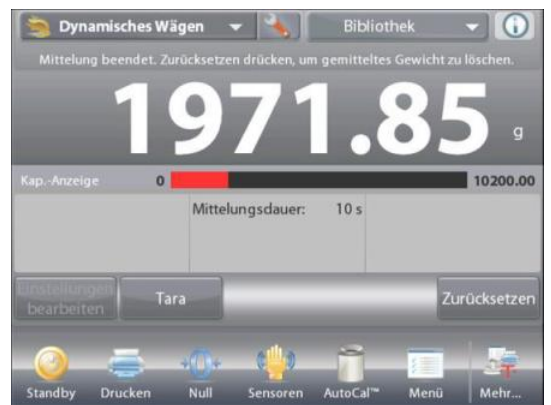 Dynamisches Wägen
Bibliothek
Mittelung beendet. Zurücksetzen drücken, um gemitteltes Gewicht zu löschen.
1971.85 g
Kap.-Anzeige 0 10200.00
Mittelungsdauer: 10 s
Einstellungen
bearbeiten
Tara
Zurücksetzen
Standby Drucken Null Sensoren AutoCal™ Menü Mehr...